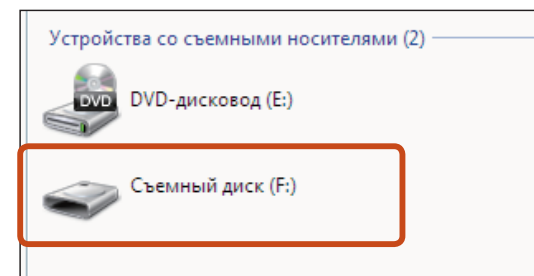 Устройства со съемными носителями (2)
DVD
DVD-дисковод (E:)
Съемный диск (F:)